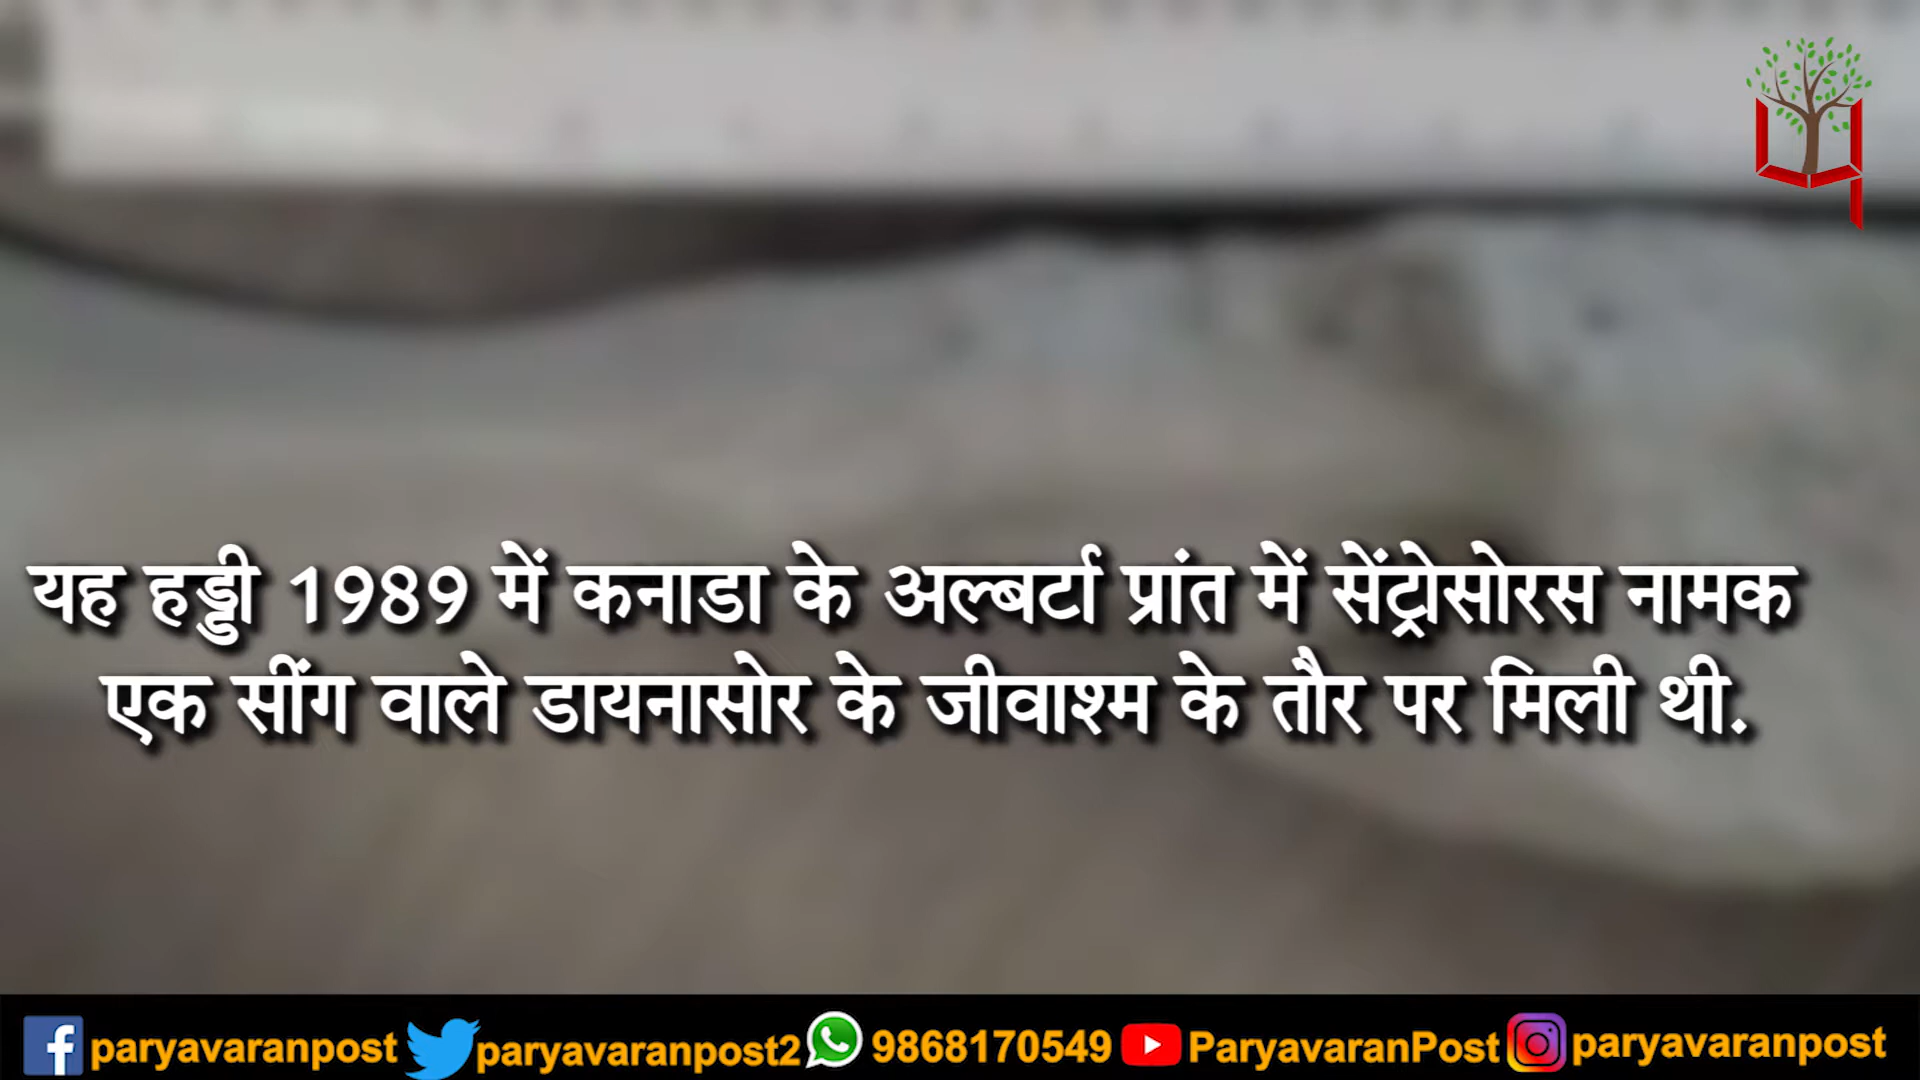 यह हड्डी 1989 में कनाडा के अल्बर्टा प्रांत में सेंट्रोसोरस नामक
एक सींग वाले डायनासोर के जीवाश्म के तौर पर मिली थी.
paryavaranpost paryavaranpost2 9868170549 ParyavaranPost paryavaranpost